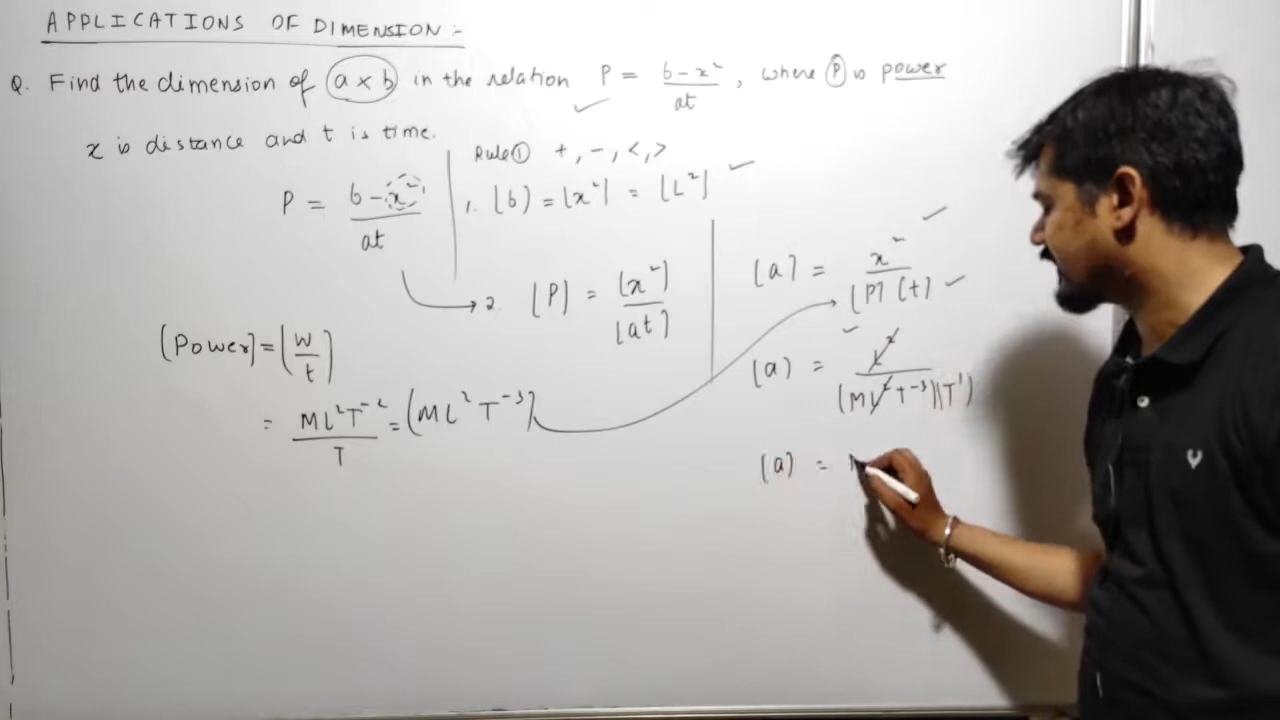 APPLICATIONS OF DIMENSION :-
Q. Find the dimension of (a × b) in the relation P = b - x² / at , where P is power
x is distance and t is time.
Rule ① +, -, <, >
P = b - x² / at
1. [b] = [x²] = [L²]
2. [P] = [x²] / [at]
[Power] = [W / t]
= ML²T⁻² / T = [ML²T⁻³]
[a] = x² / [P] [t]
[a] = L² / (ML²T⁻³)(T¹)
[a] =